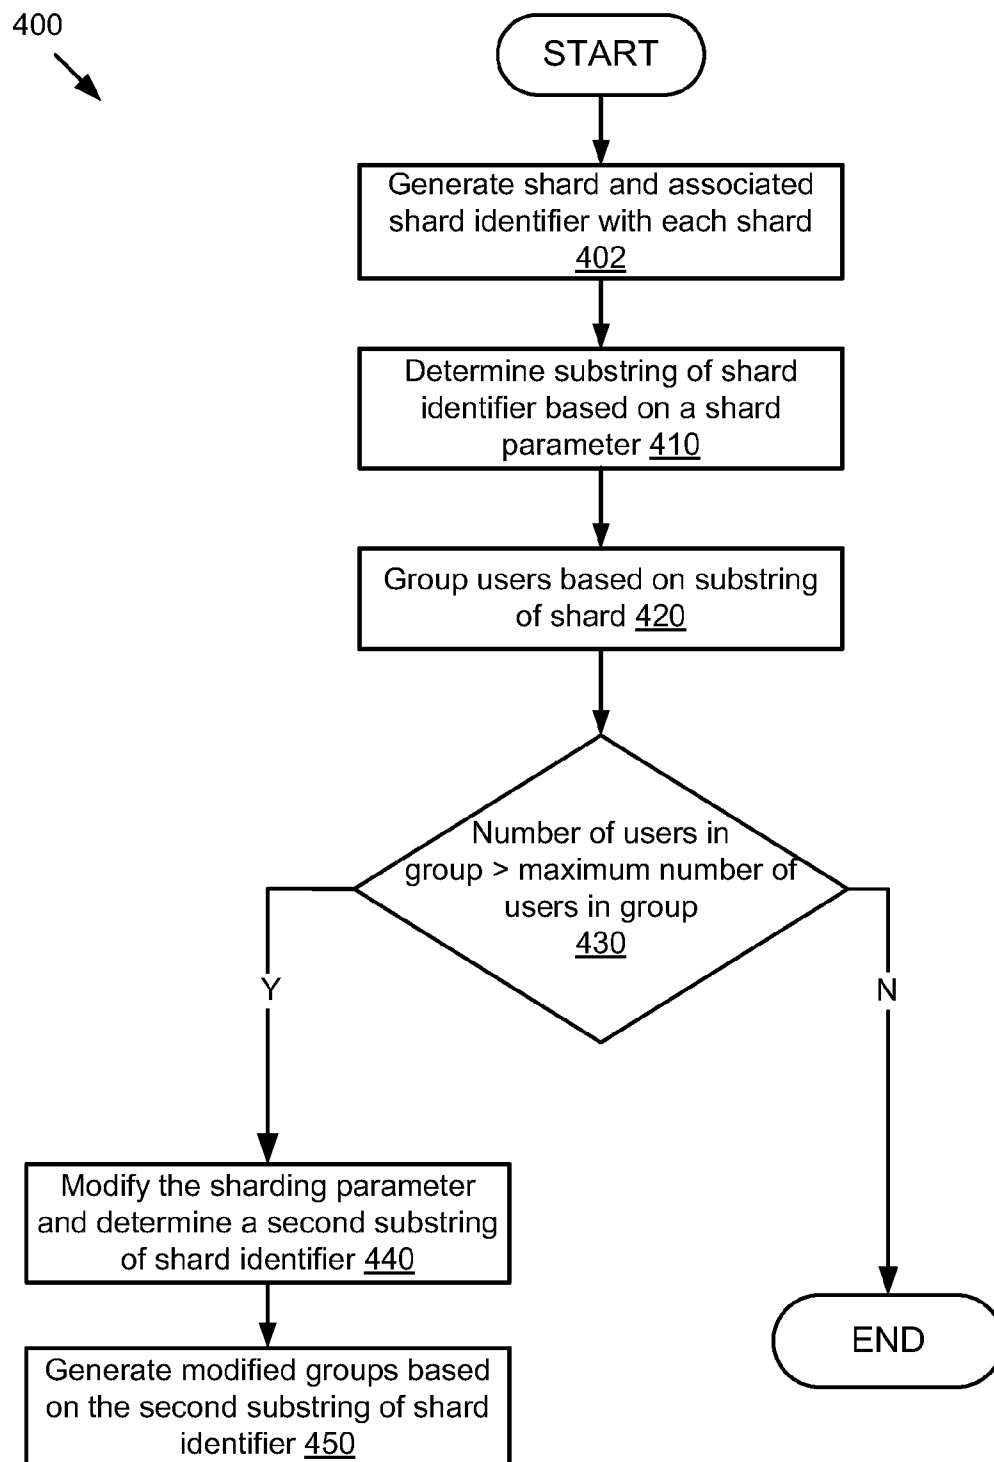 400
START
Generate shard and associated
shard identifier with each shard
402
Determine substring of shard
identifier based on a shard
parameter 410
Group users based on substring
of shard 420
Number of users in
group > maximum number of
users in group
430
Y
N
Modify the sharding parameter
and determine a second substring
of shard identifier 440
END
Generate modified groups based
on the second substring of shard
identifier 450